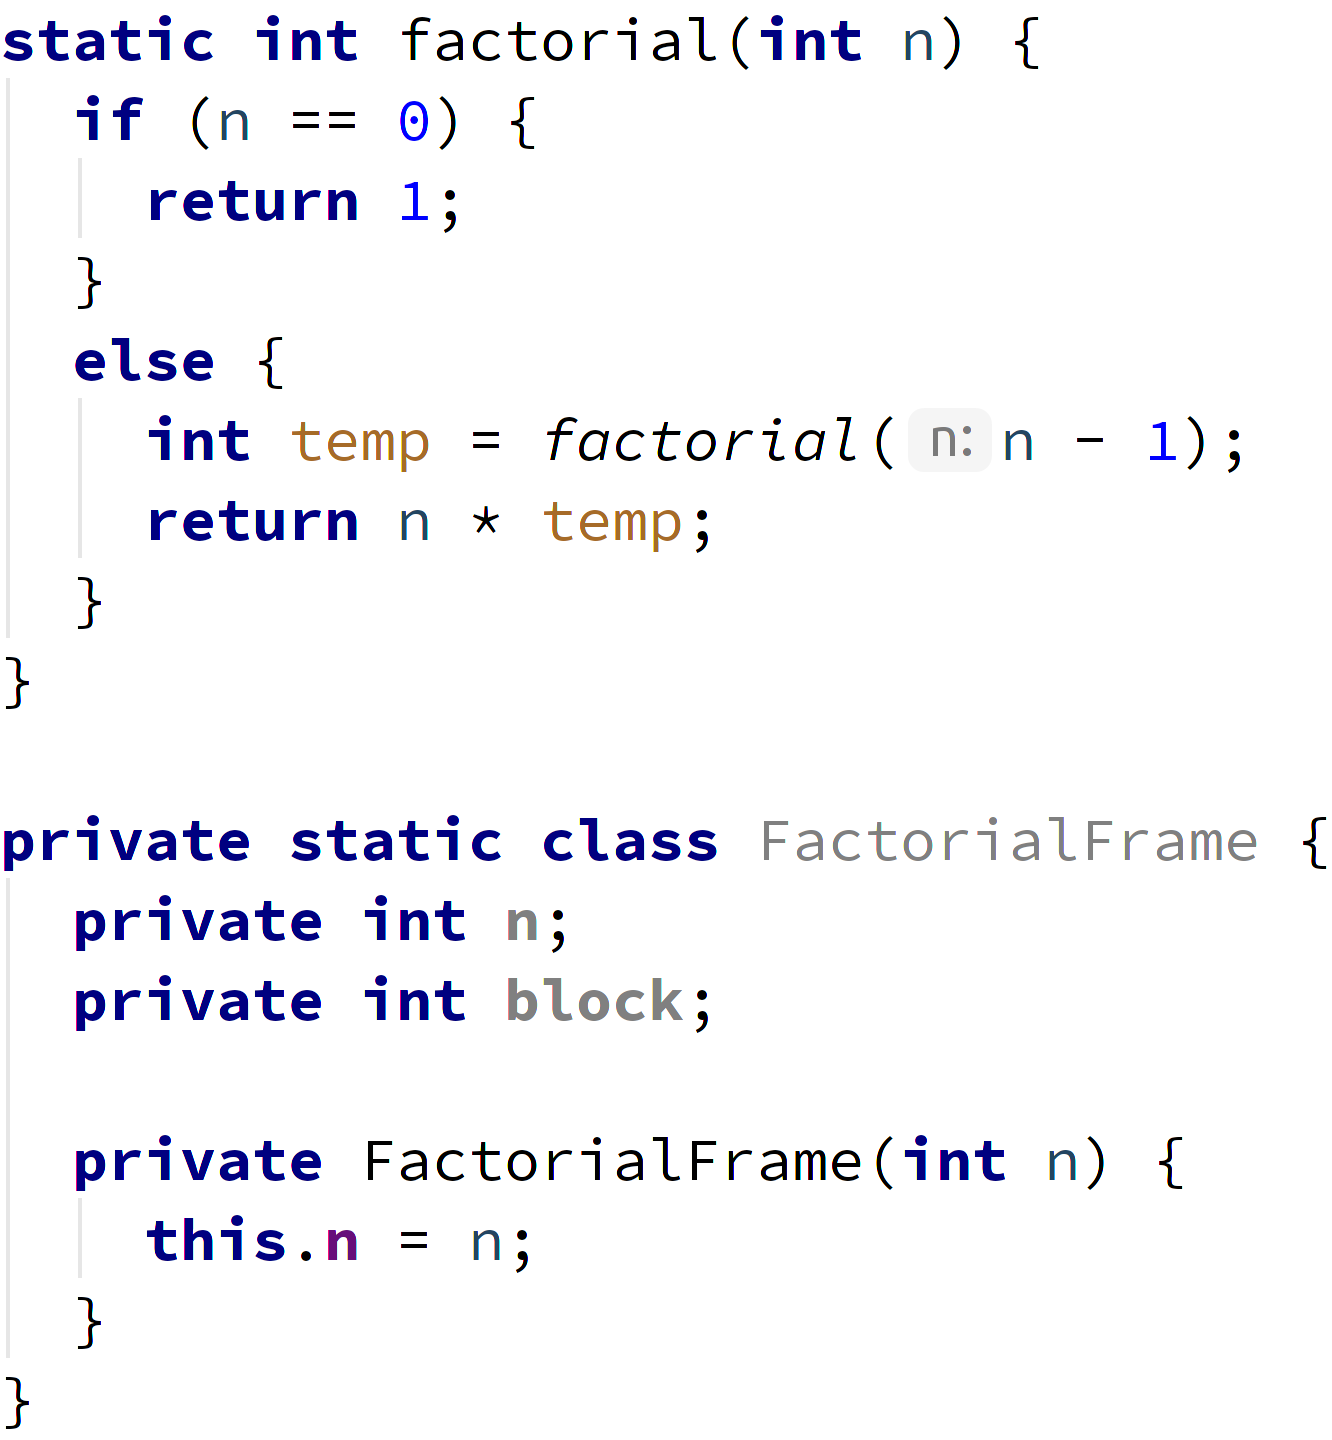 static int factorial(int n) {
  if (n == 0) {
    return 1;
  }
  else {
    int temp = factorial( n: n - 1);
    return n * temp;
  }
}

private static class FactorialFrame {
  private int n;
  private int block;

  private FactorialFrame(int n) {
    this.n = n;
  }
}